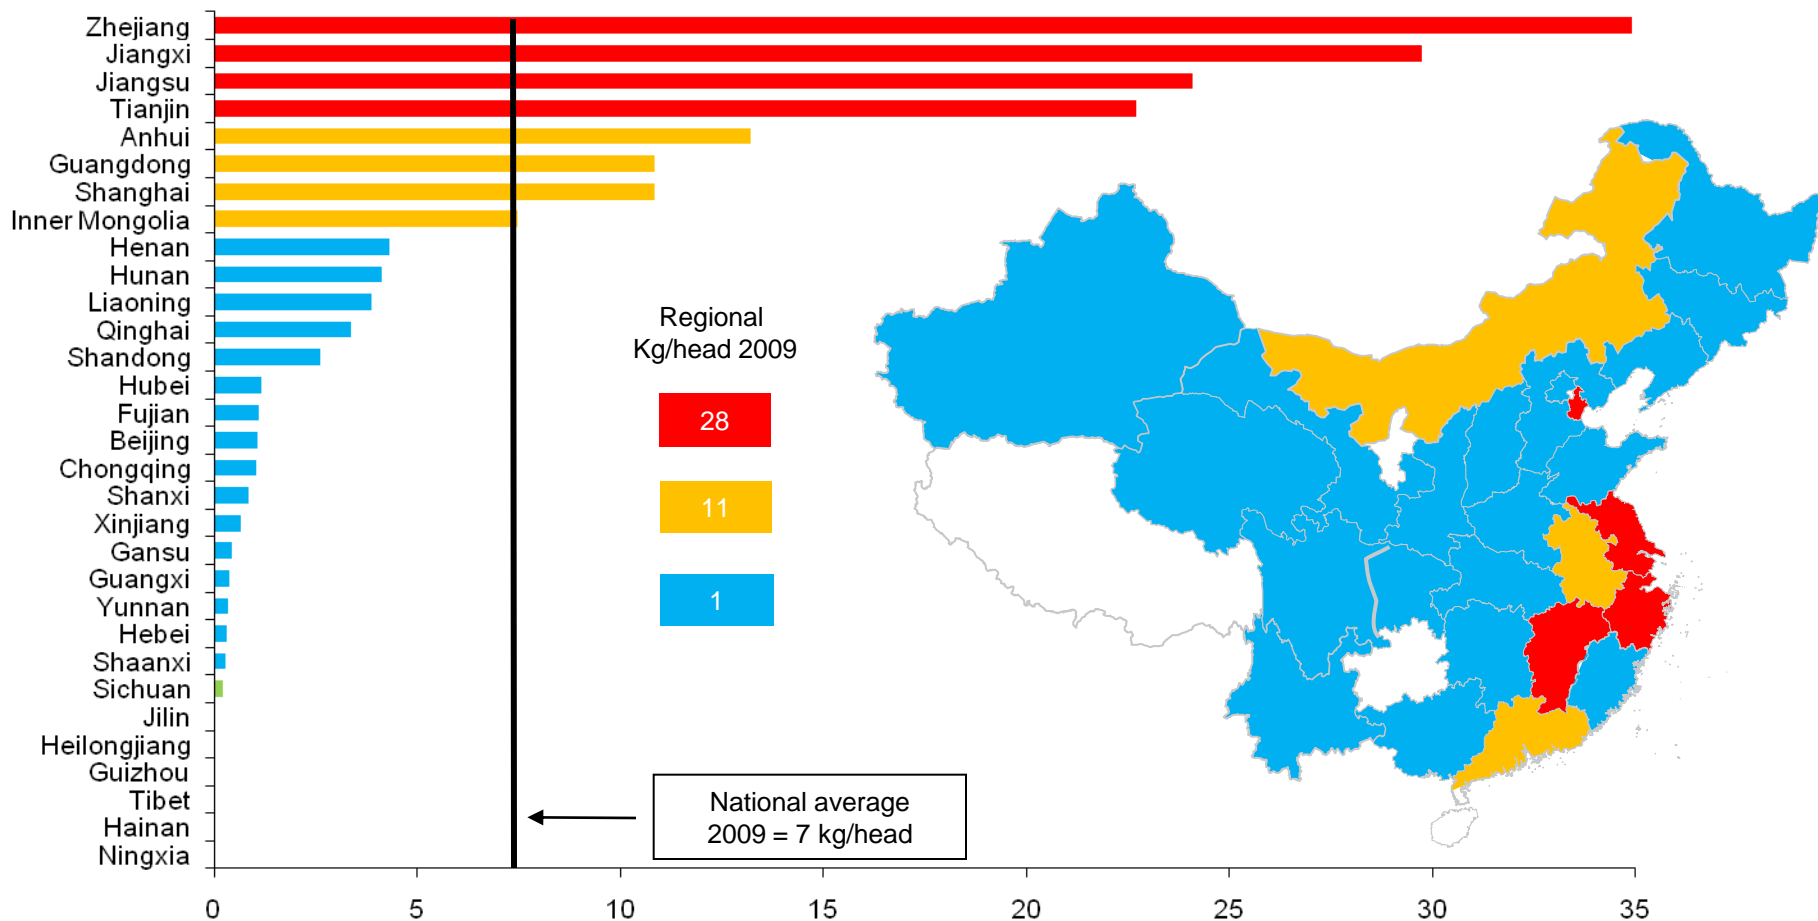 Zhejiang
Jiangxi
Jiangsu
Tianjin
Anhui
Guangdong
Shanghai
Inner Mongolia
Henan
Hunan
Liaoning
Qinghai
Shandong
Hubei
Fujian
Beijing
Chongqing
Shanxi
Xinjiang
Gansu
Guangxi
Yunnan
Hebei
Shaanxi
Sichuan
Jilin
Heilongjiang
Guizhou
Tibet
Hainan
Ningxia
0 5 10 15 20 25 30 35
Regional
Kg/head 2009
28
11
1
National average
2009 = 7 kg/head